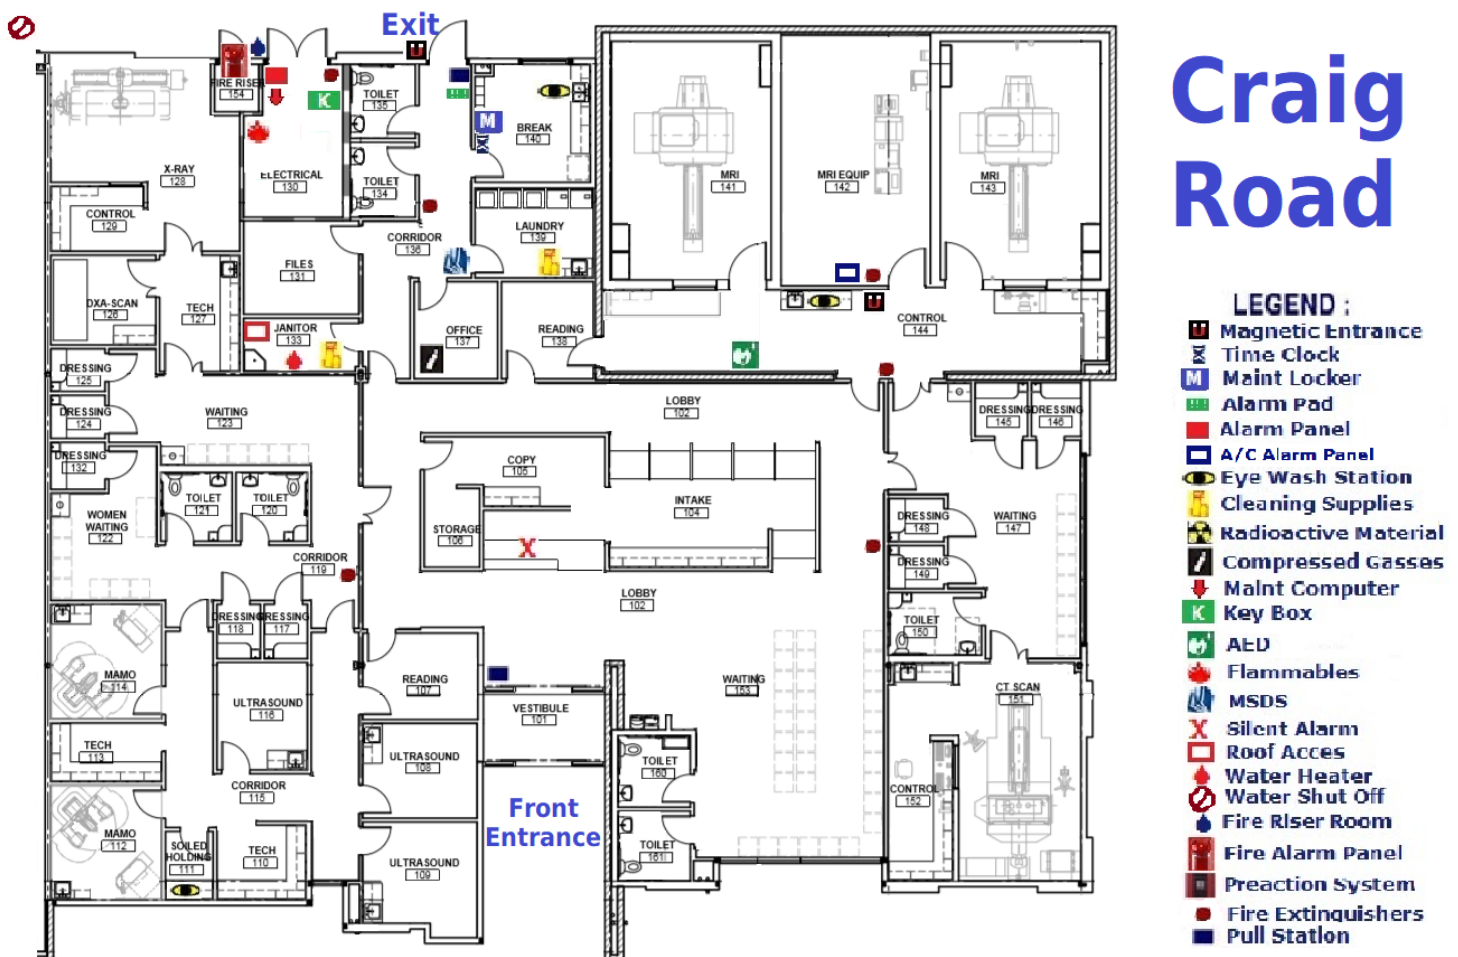 Exit
Craig
Road
FIRE RISER
154
TOILET
135
M
BREAK
140
K
X-RAY
128
ELECTRICAL
130
TOILET
134
MRI
141
MRI EQUIP
142
MRI
143
CONTROL
129
CORRIDOR
136
LAUNDRY
139
FILES
131
DXA-SCAN
126
TECH
127
JANITOR
133
OFFICE
137
READING
138
CONTROL
144
DRESSING
125
DRESSING
124
WAITING
123
LOBBY
102
DRESSING
145
DRESSING
146
DRESSING
132
COPY
105
TOILET
121
TOILET
120
INTAKE
104
WOMEN
WAITING
122
STORAGE
106
DRESSING
148
WAITING
147
CORRIDOR
119
DRESSING
149
LOBBY
102
DRESSING
118
DRESSING
117
TOILET
150
MAMO
114
READING
107
WAITING
153
CT SCAN
151
ULTRASOUND
116
VESTIBULE
101
TECH
113
ULTRASOUND
108
TOILET
160
CORRIDOR
115
CONTROL
152
Front
Entrance
MAMO
112
SOILED
HOLDING
111
TECH
110
ULTRASOUND
109
TOILET
161
LEGEND :
Magnetic Entrance
Time Clock
M Maint Locker
Alarm Pad
Alarm Panel
A/C Alarm Panel
Eye Wash Station
Cleaning Supplies
Radioactive Material
Compressed Gasses
Maint Computer
K Key Box
AED
Flammables
MSDS
X Silent Alarm
Roof Acces
Water Heater
Water Shut Off
Fire Riser Room
Fire Alarm Panel
Preaction System
Fire Extinguishers
Pull Station